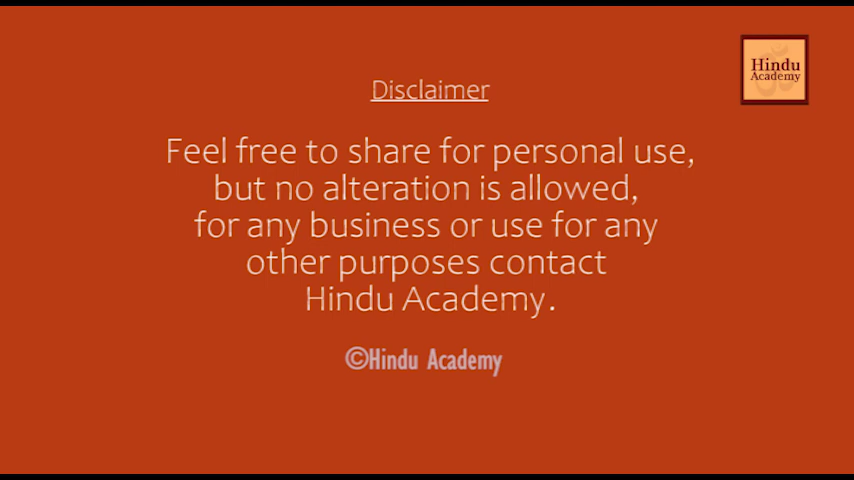 Hindu
Academy
Disclaimer
Feel free to share for personal use,
but no alteration is allowed,
for any business or use for any
other purposes contact
Hindu Academy.
©Hindu Academy